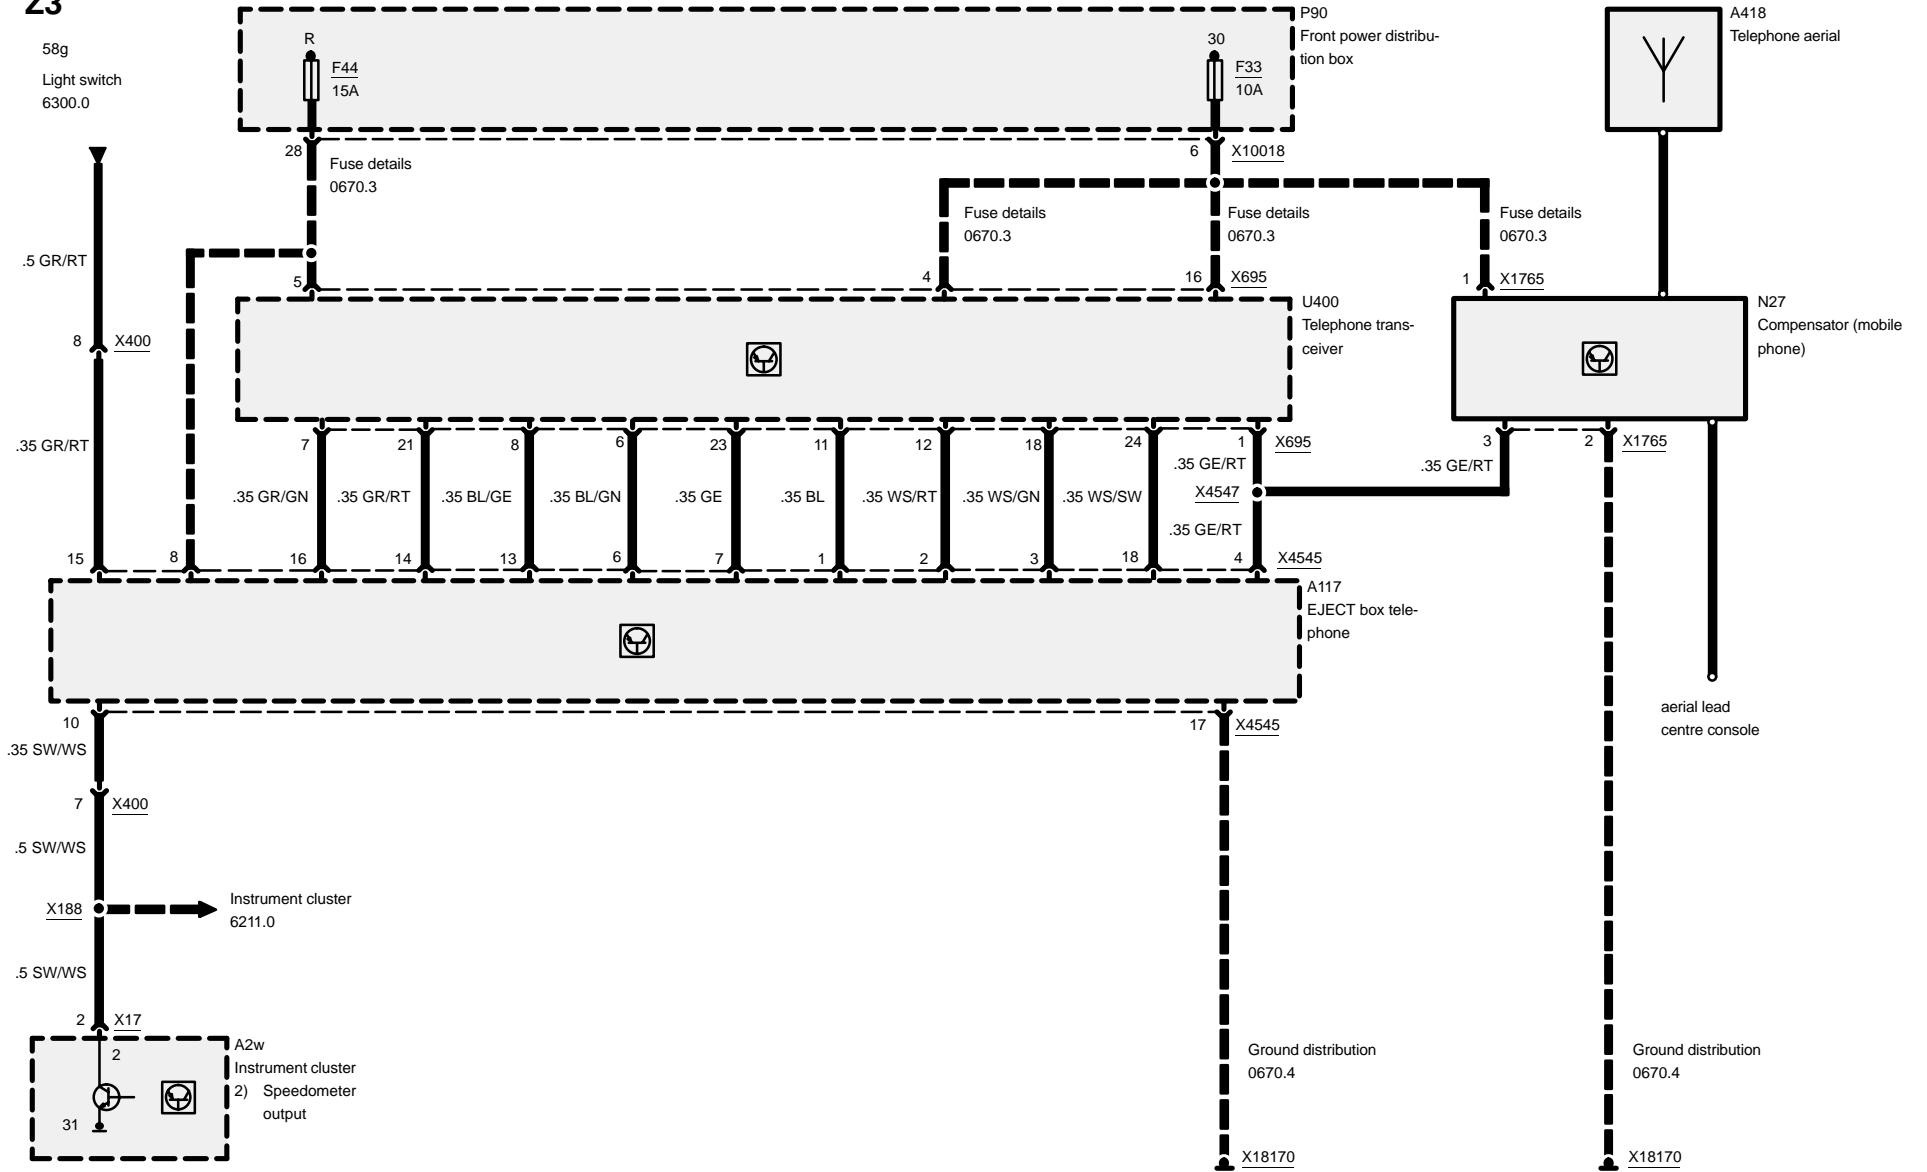 Z3
58g
Light switch
6300.0
R
F44
15A
30
F33
10A
P90
Front power distribu-
tion box
A418
Telephone aerial
28
Fuse details
0670.3
6 X10018
Fuse details
0670.3
Fuse details
0670.3
Fuse details
0670.3
.5 GR/RT
5
4
16 X695
1 X1765
U400
Telephone trans-
ceiver
N27
Compensator (mobile
phone)
8 X400
.35 GR/RT
7 21 8 6 23 11 12 18 24 1 X695
3 2 X1765
.35 GE/RT
.35 GE/RT
.35 GR/GN .35 GR/RT .35 BL/GE .35 BL/GN .35 GE .35 BL .35 WS/RT .35 WS/GN .35 WS/SW X4547
.35 GE/RT
15 8 16 14 13 6 7 1 2 3 18 4 X4545
A117
EJECT box tele-
phone
10
17 X4545
aerial lead
centre console
.35 SW/WS
7 X400
.5 SW/WS
X188
Instrument cluster
6211.0
.5 SW/WS
2 X17
2
31
A2w
Instrument cluster
2) Speedometer
output
Ground distribution
0670.4
Ground distribution
0670.4
X18170
X18170